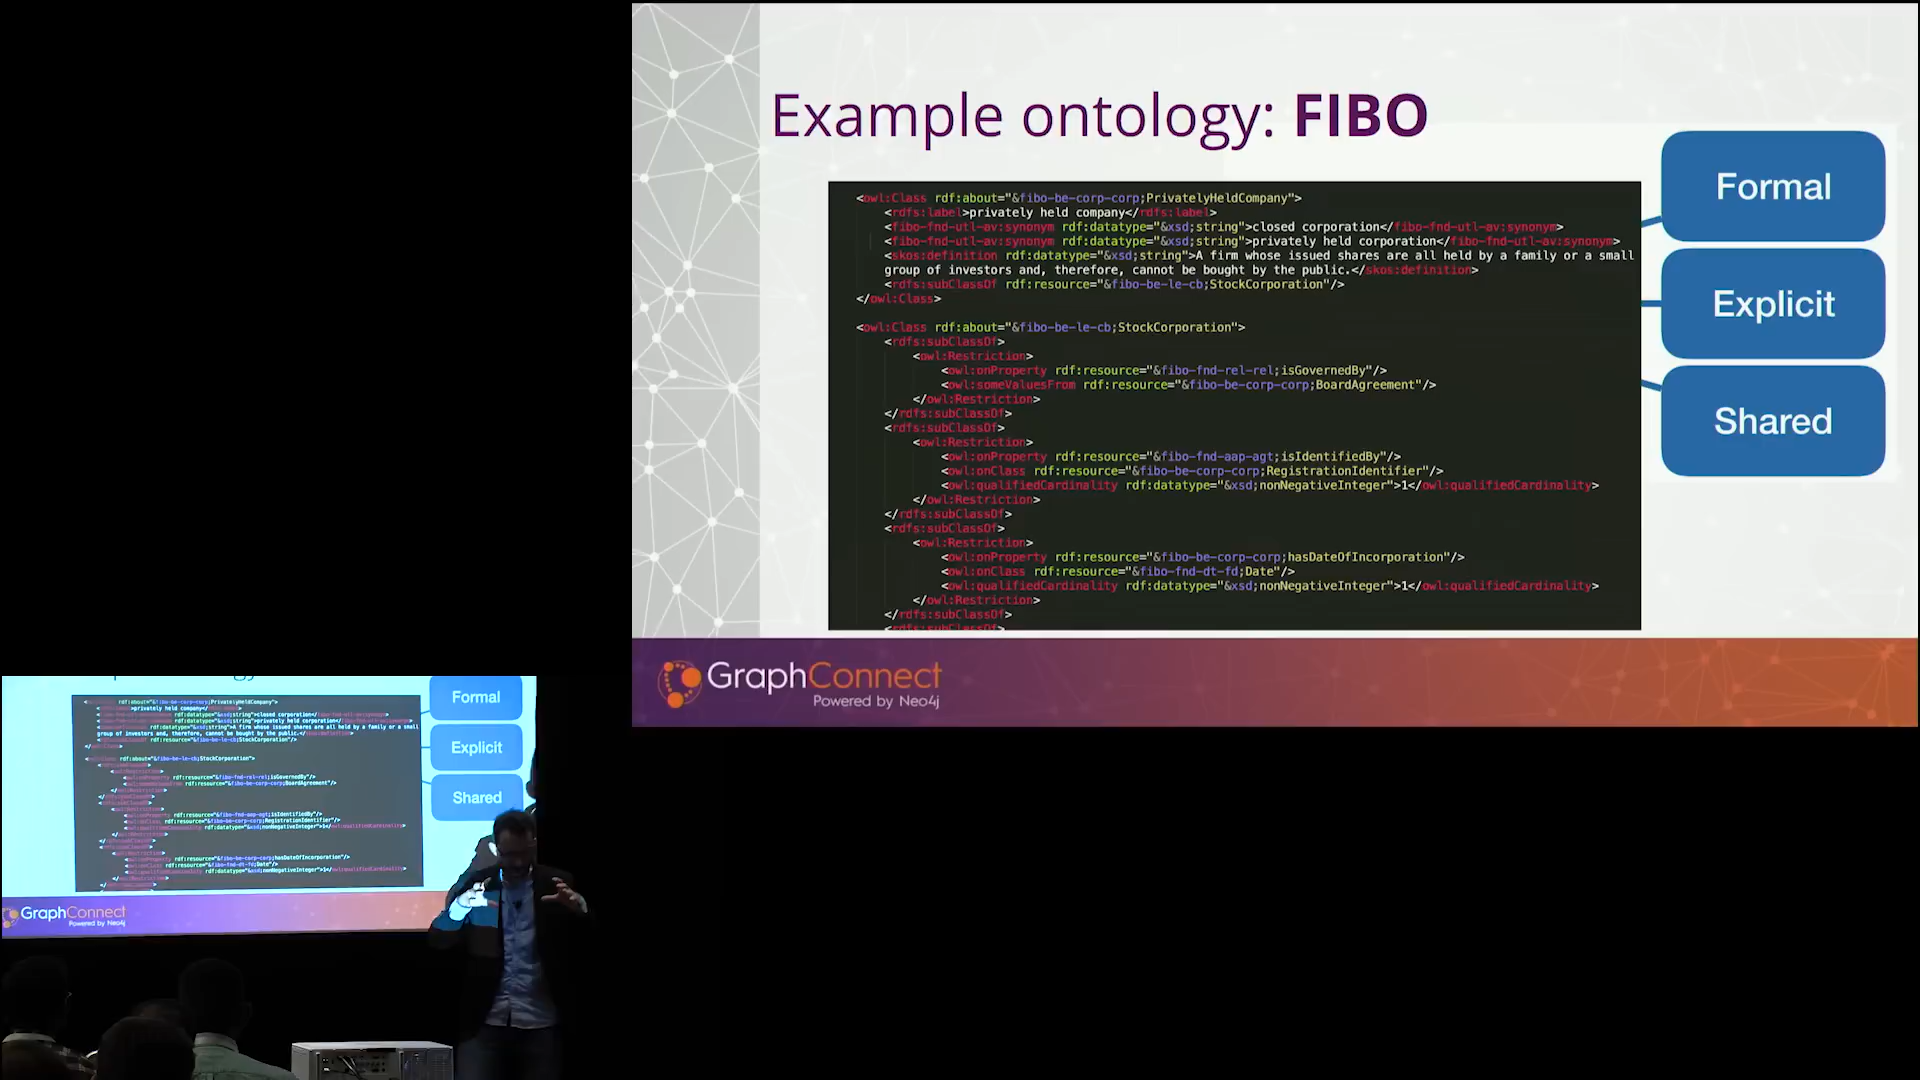 Example ontology: FIBO
<owl:Class rdf:about="&fibo-be-corp-corp;PrivatelyHeldCompany">
<rdfs:label>privately held company</rdfs:label>
<fibo-fnd-utl-av:synonym rdf:datatype="&xsd;string">closed corporation</fibo-fnd-utl-av:synonym>
<fibo-fnd-utl-av:synonym rdf:datatype="&xsd;string">privately held corporation</fibo-fnd-utl-av:synonym>
<skos:definition rdf:datatype="&xsd;string">A firm whose issued shares are all held by a family or a small
group of investors and, therefore, cannot be bought by the public.</skos:definition>
<rdfs:subClassOf rdf:resource="&fibo-be-le-cb;StockCorporation"/>
</owl:Class>
<owl:Class rdf:about="&fibo-be-le-cb;StockCorporation">
<rdfs:subClassOf>
<owl:Restriction>
<owl:onProperty rdf:resource="&fibo-fnd-rel-rel;isGovernedBy"/>
<owl:someValuesFrom rdf:resource="&fibo-be-corp-corp;BoardAgreement"/>
</owl:Restriction>
</rdfs:subClassOf>
<rdfs:subClassOf>
<owl:Restriction>
<owl:onProperty rdf:resource="&fibo-fnd-aap-agt;isIdentifiedBy"/>
<owl:onClass rdf:resource="&fibo-be-corp-corp;RegistrationIdentifier"/>
<owl:qualifiedCardinality rdf:datatype="&xsd;nonNegativeInteger">1</owl:qualifiedCardinality>
</owl:Restriction>
</rdfs:subClassOf>
<rdfs:subClassOf>
<owl:Restriction>
<owl:onProperty rdf:resource="&fibo-be-corp-corp;hasDateOfIncorporation"/>
<owl:onClass rdf:resource="&fibo-fnd-dt-fd;Date"/>
<owl:qualifiedCardinality rdf:datatype="&xsd;nonNegativeInteger">1</owl:qualifiedCardinality>
</owl:Restriction>
</rdfs:subClassOf>
<rdfs:subClassOf>
Formal
Explicit
Shared
GraphConnect
Powered by Neo4j
Formal
Explicit
Shared
GraphConnect
Powered by Neo4j